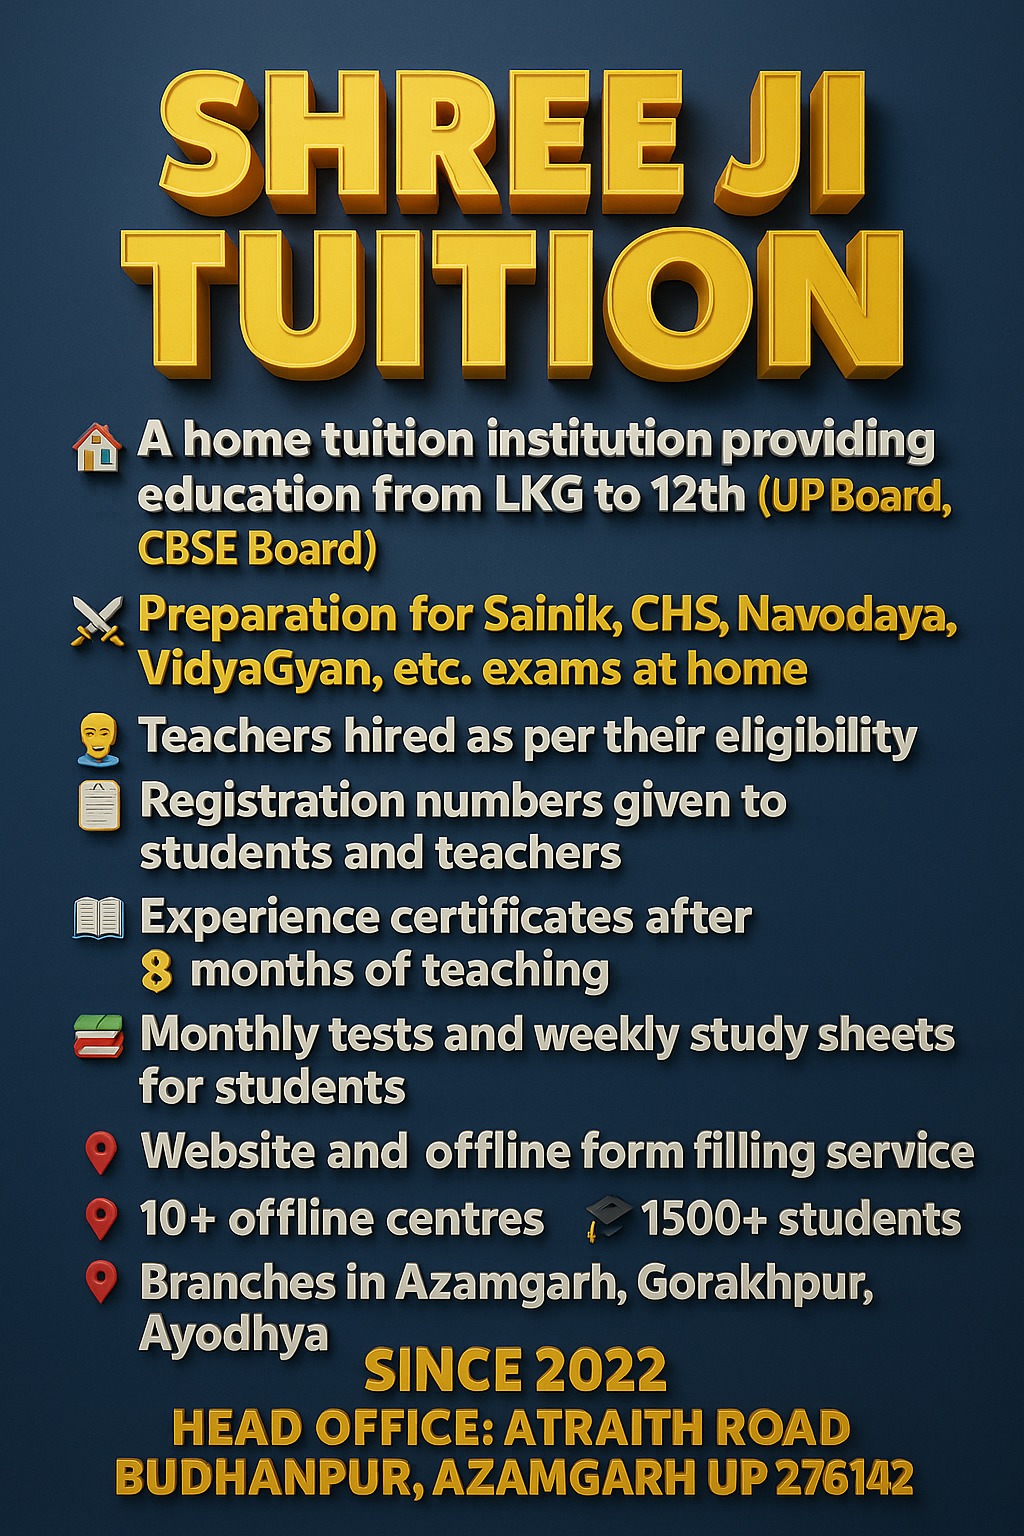 SHREE JI
TUITION
A home tuition institution providing
education from LKG to 12th (UP Board,
CBSE Board)
Preparation for Sainik, CHS, Navodaya,
VidyaGyan, etc. exams at home
Teachers hired as per their eligibility
Registration numbers given to
students and teachers
Experience certificates after
8 months of teaching
Monthly tests and weekly study sheets
for students
Website and offline form filling service
10+ offline centres 1500+ students
Branches in Azamgarh, Gorakhpur,
Ayodhya
SINCE 2022
HEAD OFFICE: ATRAITH ROAD
BUDHANPUR, AZAMGARH UP 276142